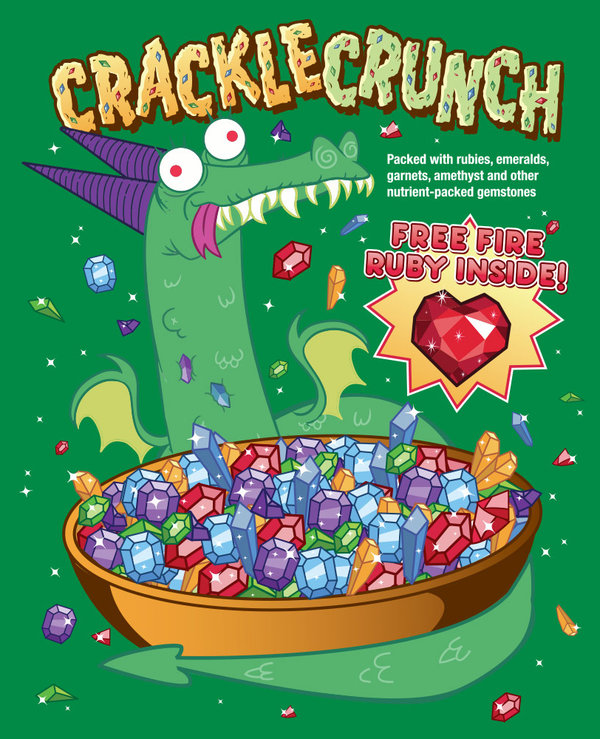 CRACKLECRUNCH
Packed with rubies, emeralds,
garnets, amethyst and other
nutrient-packed gemstones
FREE FIRE
RUBY INSIDE!